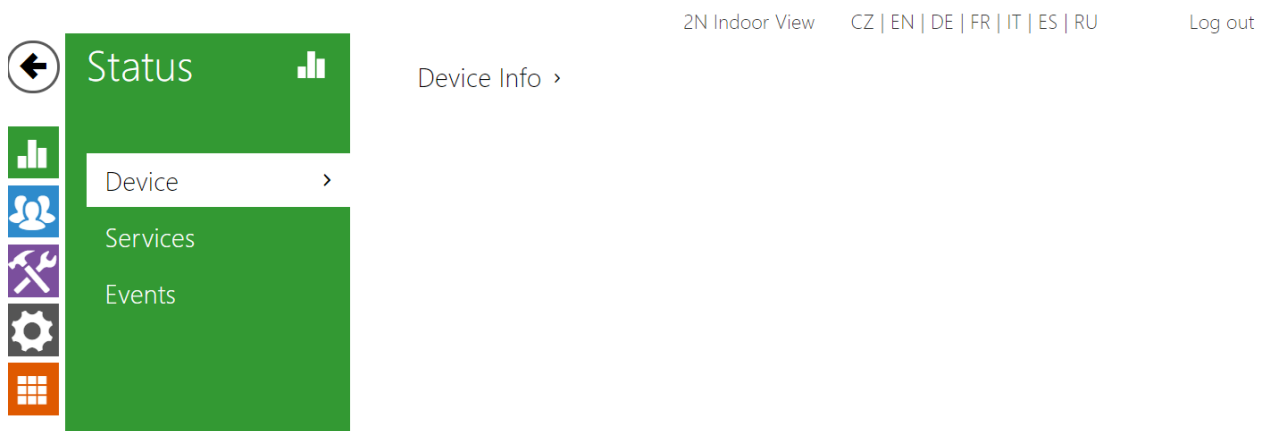 2N Indoor View CZ | EN | DE | FR | IT | ES | RU Log out
Status
Device Info ›
Device ›
Services
Events